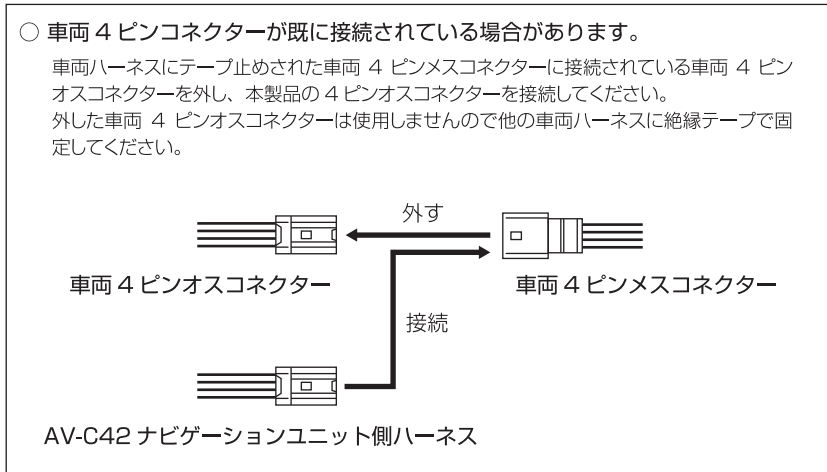 ○ 車両4ピンコネクターが既に接続されている場合があります。
車両ハーネスにテープ止めされた車両 4 ピンメスコネクターに接続されている車両 4 ピン
オスコネクターを外し、本製品の4ピンオスコネクターを接続してください。
外した車両 4 ピンオスコネクターは使用しませんので他の車両ハーネスに絶縁テープで固
定してください。
外す
車両4ピンオスコネクター
車両4ピンメスコネクター
接続
AV-C42ナビゲーションユニット側ハーネス